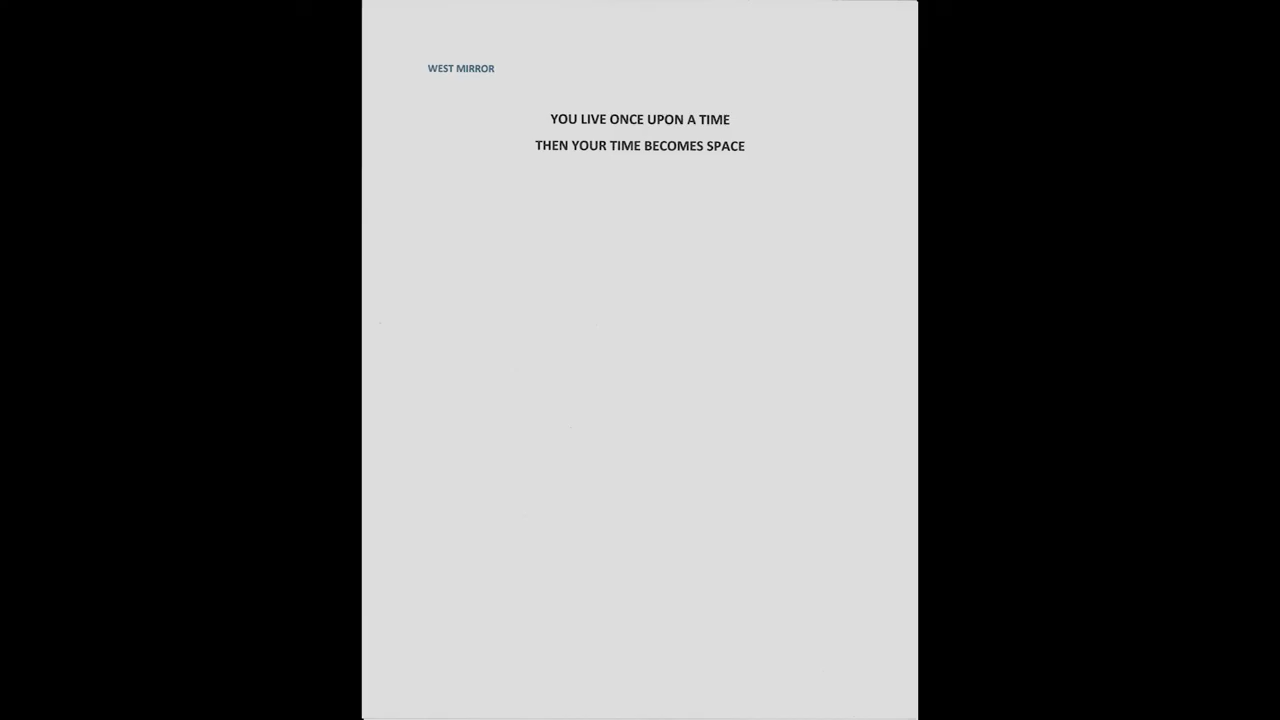 WEST MIRROR
YOU LIVE ONCE UPON A TIME
THEN YOUR TIME BECOMES SPACE